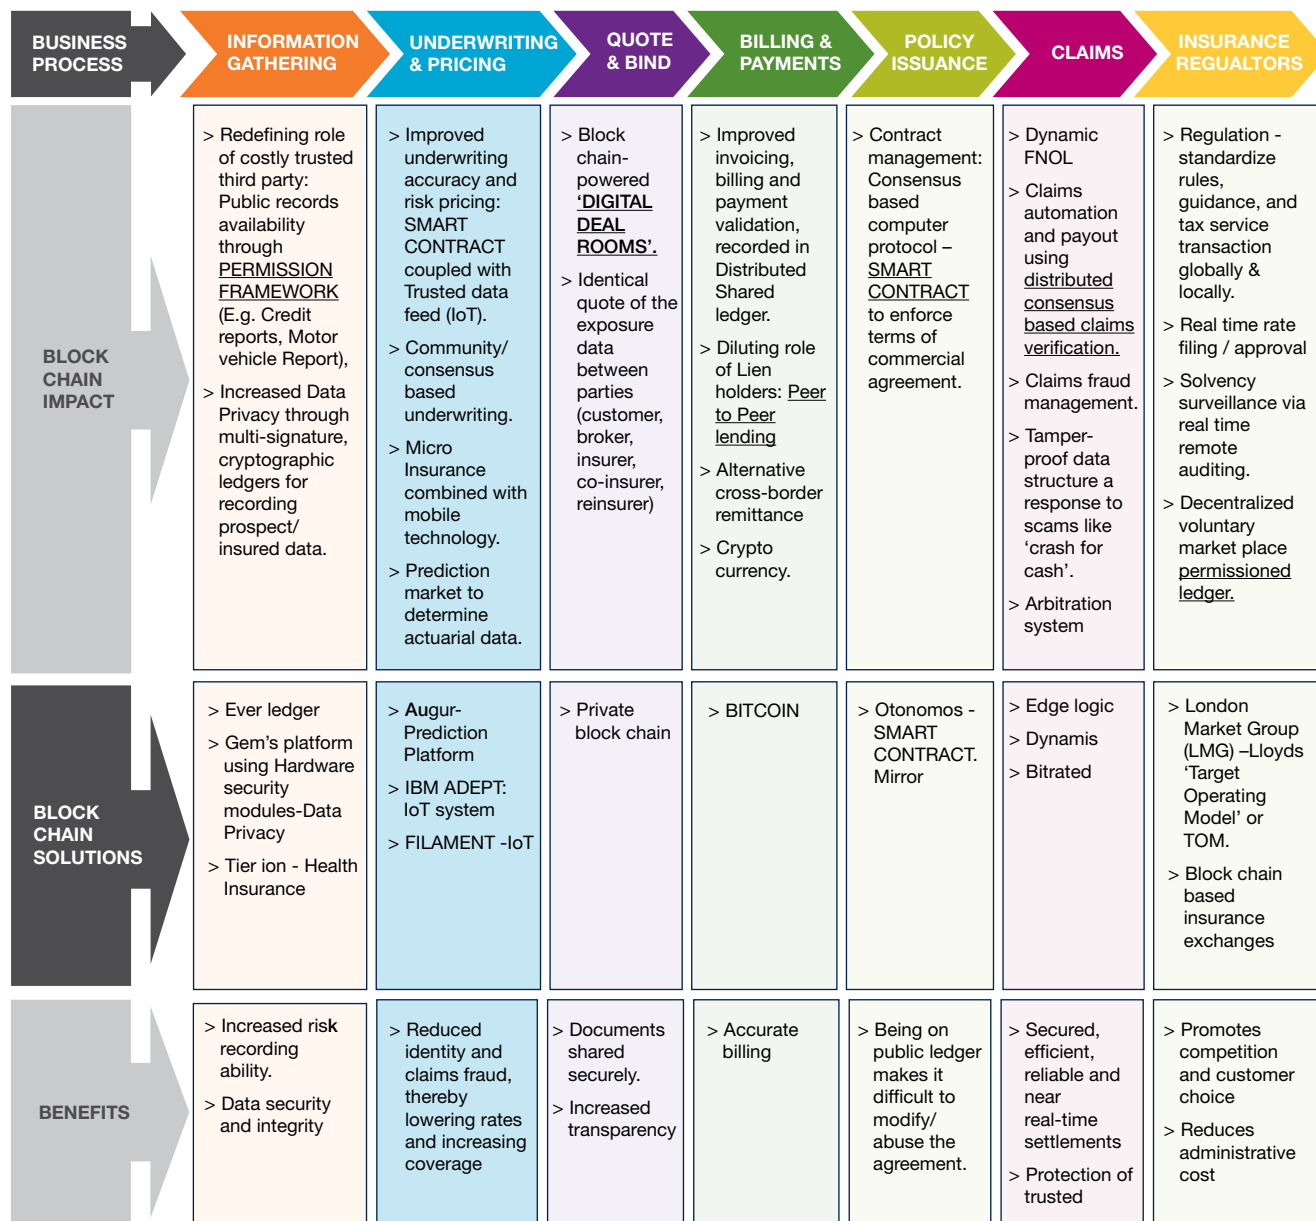 BUSINESS
PROCESS
INFORMATION
GATHERING
UNDERWRITING
& PRICING
QUOTE
& BIND
BILLING &
PAYMENTS
POLICY
ISSUANCE
CLAIMS
INSURANCE
REGUALTORS
BLOCK
CHAIN
IMPACT
> Redefining role
of costly trusted
third party:
Public records
availability
through
PERMISSION
FRAMEWORK
(E.g. Credit
reports, Motor
vehicle Report),
> Increased Data
Privacy through
multi-signature,
cryptographic
ledgers for
recording
prospect/
insured data.
> Improved
underwriting
accuracy and
risk pricing:
SMART
CONTRACT
coupled with
Trusted data
feed (IoT).
> Community/
consensus
based
underwriting.
> Micro
Insurance
combined with
mobile
technology.
> Prediction
market to
determine
actuarial data.
> Block
chain-
powered
‘DIGITAL
DEAL
ROOMS’.
> Identical
quote of the
exposure
data
between
parties
(customer,
broker,
insurer,
co-insurer,
reinsurer)
> Improved
invoicing,
billing and
payment
validation,
recorded in
Distributed
Shared
ledger.
> Diluting role
of Lien
holders: Peer
to Peer
lending
> Alternative
cross-border
remittance
> Crypto
currency.
> Contract
management:
Consensus
based
computer
protocol –
SMART
CONTRACT
to enforce
terms of
commercial
agreement.
> Dynamic
FNOL
> Claims
automation
and payout
using
distributed
consensus
based claims
verification.
> Claims fraud
management.
> Tamper-
proof data
structure a
response to
scams like
‘crash for
cash’.
> Arbitration
system
> Regulation -
standardize
rules,
guidance, and
tax service
transaction
globally &
locally.
> Real time rate
filing / approval
> Solvency
surveillance via
real time
remote
auditing.
> Decentralized
voluntary
market place
permissioned
ledger.
BLOCK
CHAIN
SOLUTIONS
> Ever ledger
> Gem’s platform
using Hardware
security
modules-Data
Privacy
> Tier ion - Health
Insurance
> Augur-
Prediction
Platform
> IBM ADEPT:
IoT system
> FILAMENT -IoT
> Private
block chain
> BITCOIN
> Otonomos -
SMART
CONTRACT.
Mirror
> Edge logic
> Dynamis
> Bitrated
> London
Market Group
(LMG) –Lloyds
‘Target
Operating
Model’ or
TOM.
> Block chain
based
insurance
exchanges
BENEFITS
> Increased risk
recording
ability.
> Data security
and integrity
> Reduced
identity and
claims fraud,
thereby
lowering rates
and increasing
coverage
> Documents
shared
securely.
> Increased
transparency
> Accurate
billing
> Being on
public ledger
makes it
difficult to
modify/
abuse the
agreement.
> Secured,
efficient,
reliable and
near
real-time
settlements
> Protection of
trusted
> Promotes
competition
and customer
choice
> Reduces
administrative
cost